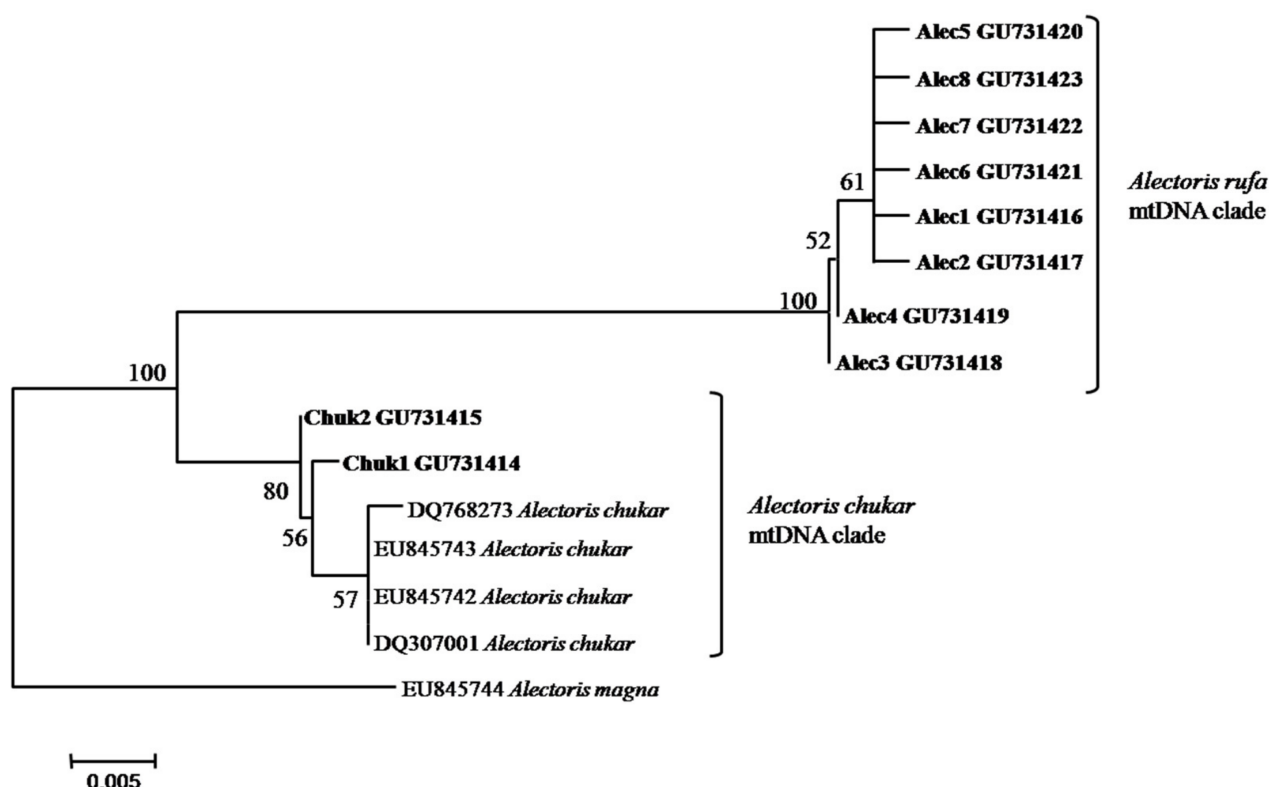 Alec5 GU731420
Alec8 GU731423
Alec7 GU731422
Alec6 GU731421
61
Alectoris rufa
mtDNA clade
Alec1 GU731416
52
Alec2 GU731417
100
Alec4 GU731419
Alec3 GU731418
100
Chuk2 GU731415
Chuk1 GU731414
80
DQ768273 Alectoris chukar
Alectoris chukar
mtDNA clade
56
EU845743 Alectoris chukar
57
EU845742 Alectoris chukar
DQ307001 Alectoris chukar
EU845744 Alectoris magna
0.005